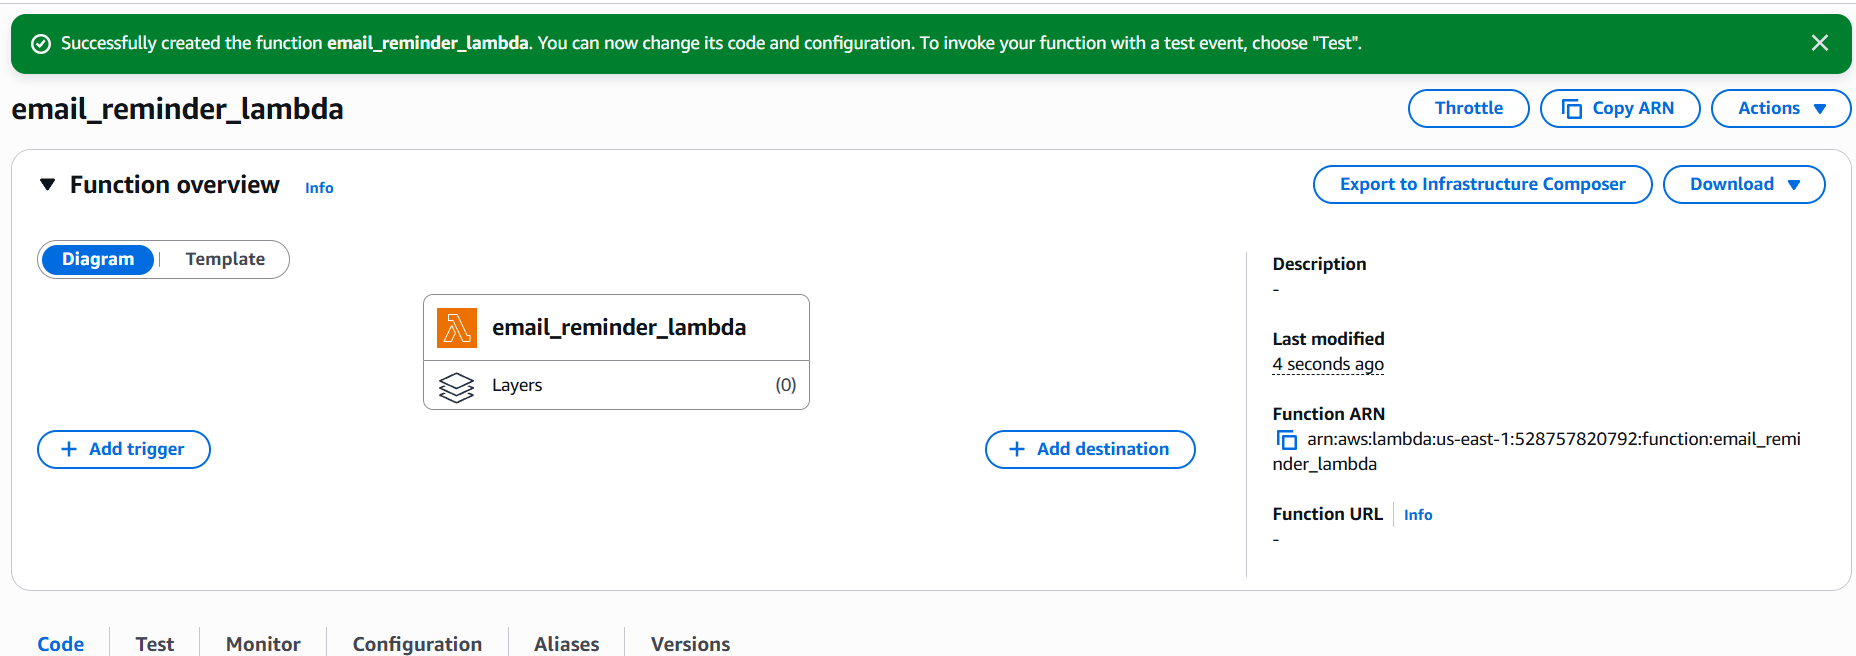 Successfully created the function email_reminder_lambda. You can now change its code and configuration. To invoke your function with a test event, choose "Test".
email_reminder_lambda
Throttle
Copy ARN
Actions
Function overview
Info
Export to Infrastructure Composer
Download
Diagram
Template
email_reminder_lambda
Layers
(0)
Add trigger
Add destination
Description
-
Last modified
4 seconds ago
Function ARN
arn:aws:lambda:us-east-1:528757820792:function:email_remi
nder_lambda
Function URL
Info
-
Code
Test
Monitor
Configuration
Aliases
Versions